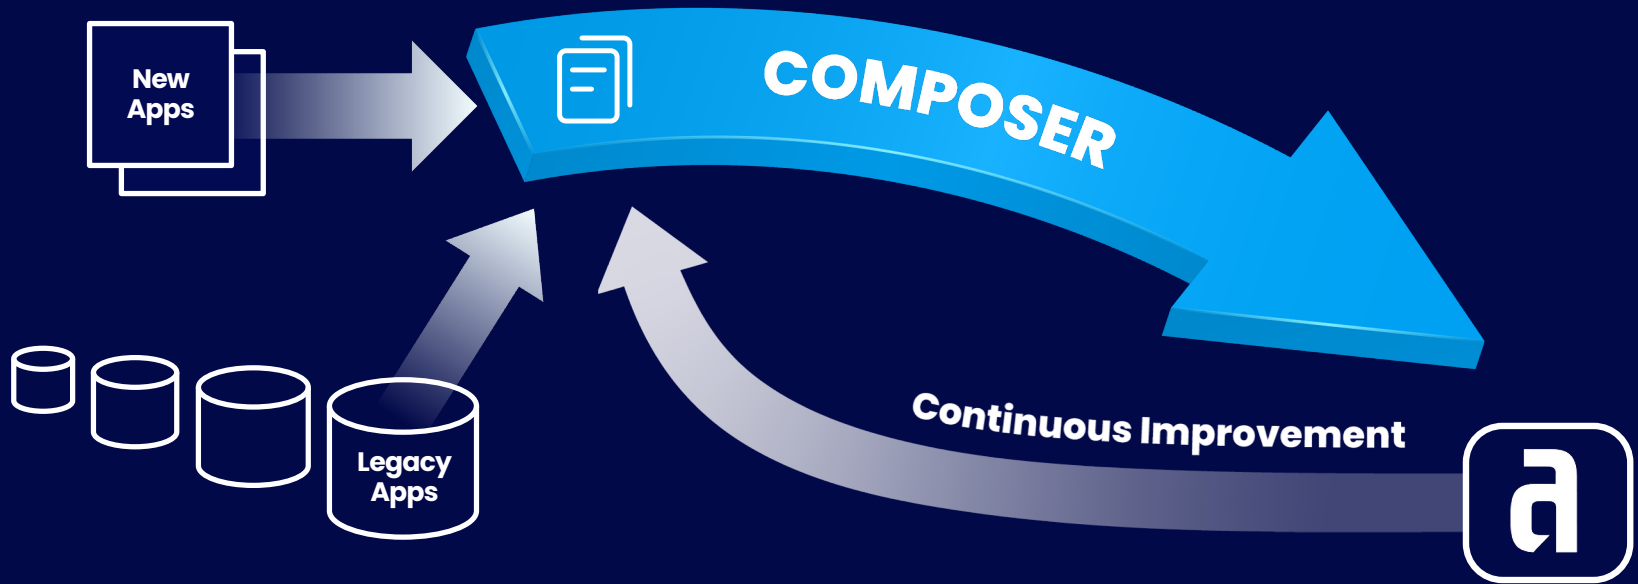 New
Apps
COMPOSER
Legacy
Apps
Continuous Improvement
a